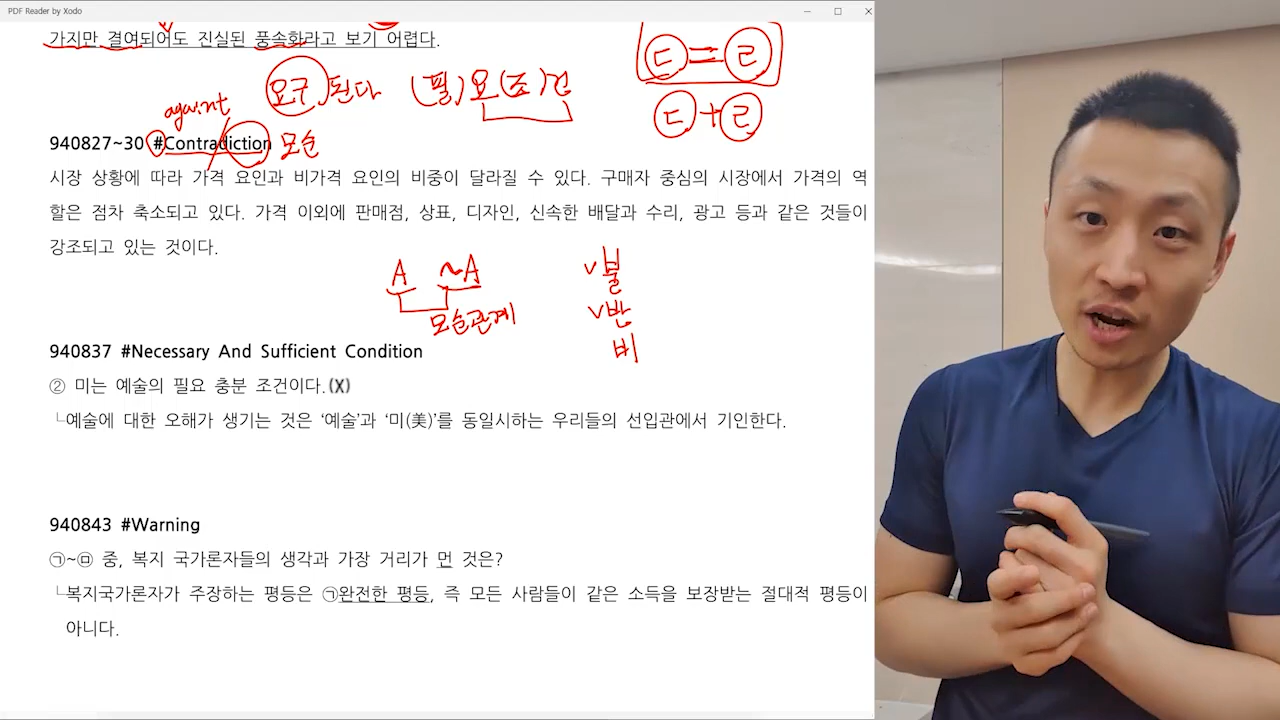 PDF Reader by Xodo
가지만 결여되어도 진실된 풍속화라고 보기 어렵다.
ㄷ = ㄹ
요구된다 (필)요(조)건
ㄷ + ㄹ
against
940827~30 #Contradiction 모순
시장 상황에 따라 가격 요인과 비가격 요인의 비중이 달라질 수 있다. 구매자 중심의 시장에서 가격의 역
할은 점차 축소되고 있다. 가격 이외에 판매점, 상표, 디자인, 신속한 배달과 수리, 광고 등과 같은 것들이
강조되고 있는 것이다.
A ~A 불
모순관계 반
비
940837 #Necessary And Sufficient Condition
② 미는 예술의 필요 충분 조건이다.(X)
└예술에 대한 오해가 생기는 것은 ‘예술’과 ‘미(美)’를 동일시하는 우리들의 선입관에서 기인한다.
940843 #Warning
㉠~㉤ 중, 복지 국가론자들의 생각과 가장 거리가 먼 것은?
└복지국가론자가 주장하는 평등은 ㉠완전한 평등, 즉 모든 사람들이 같은 소득을 보장받는 절대적 평등이
아니다.